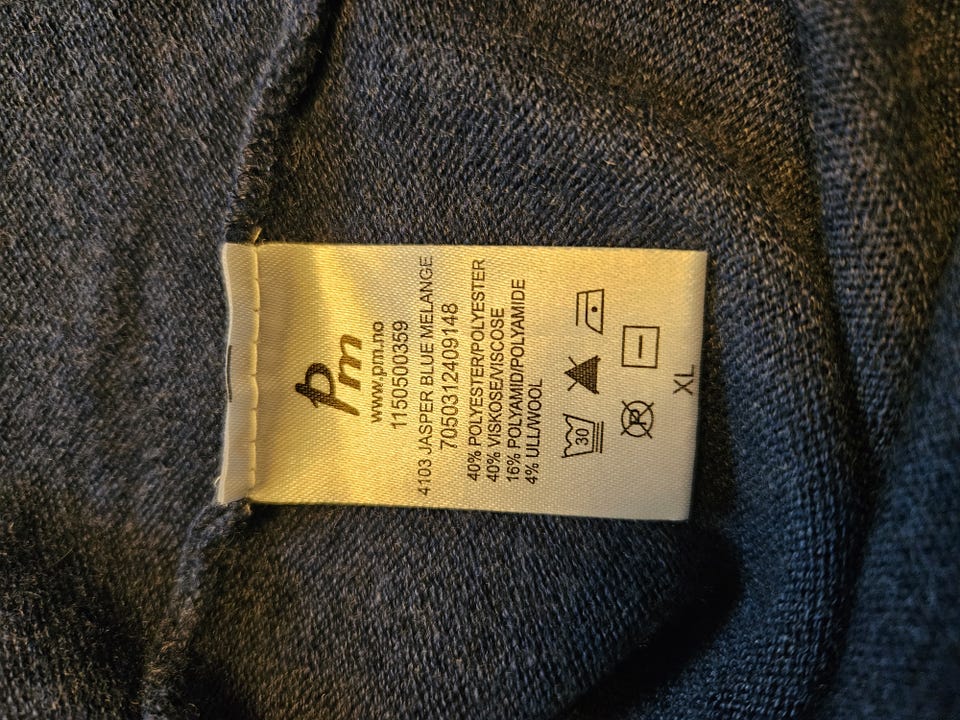 pm
www.pm.no
1150500359
4103 JASPER BLUE MELANGE
7050312409148
40% POLYESTER/POLYESTER
40% VISKOSE/VISCOSE
16% POLYAMID/POLYAMIDE
4% ULL/WOOL
30
P
XL